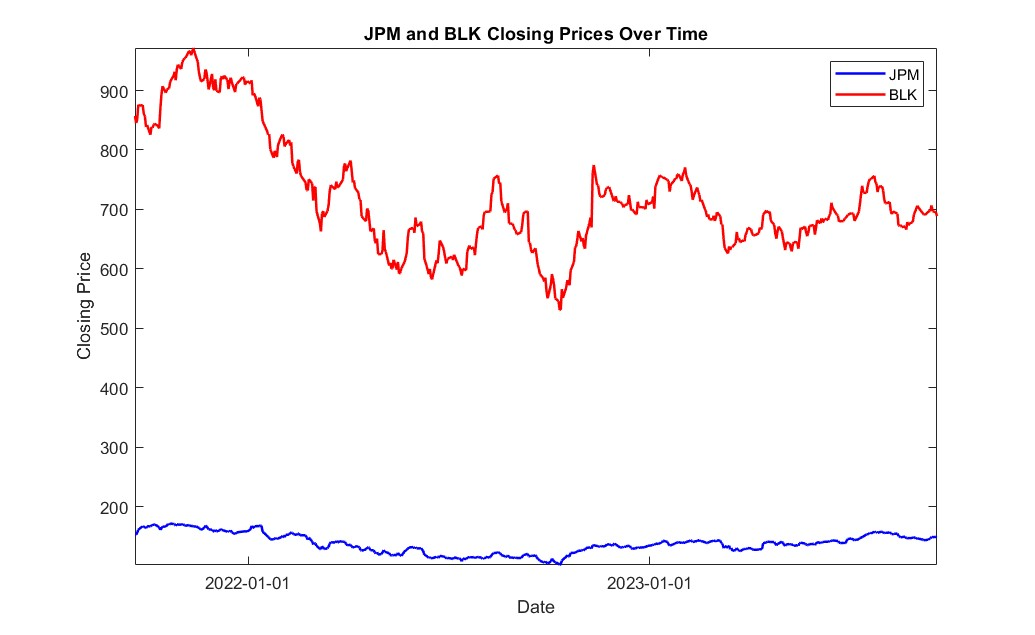 JPM and BLK Closing Prices Over Time
JPM
BLK
900
800
700
600
500
400
300
200
Closing Price
2022-01-01
2023-01-01
Date